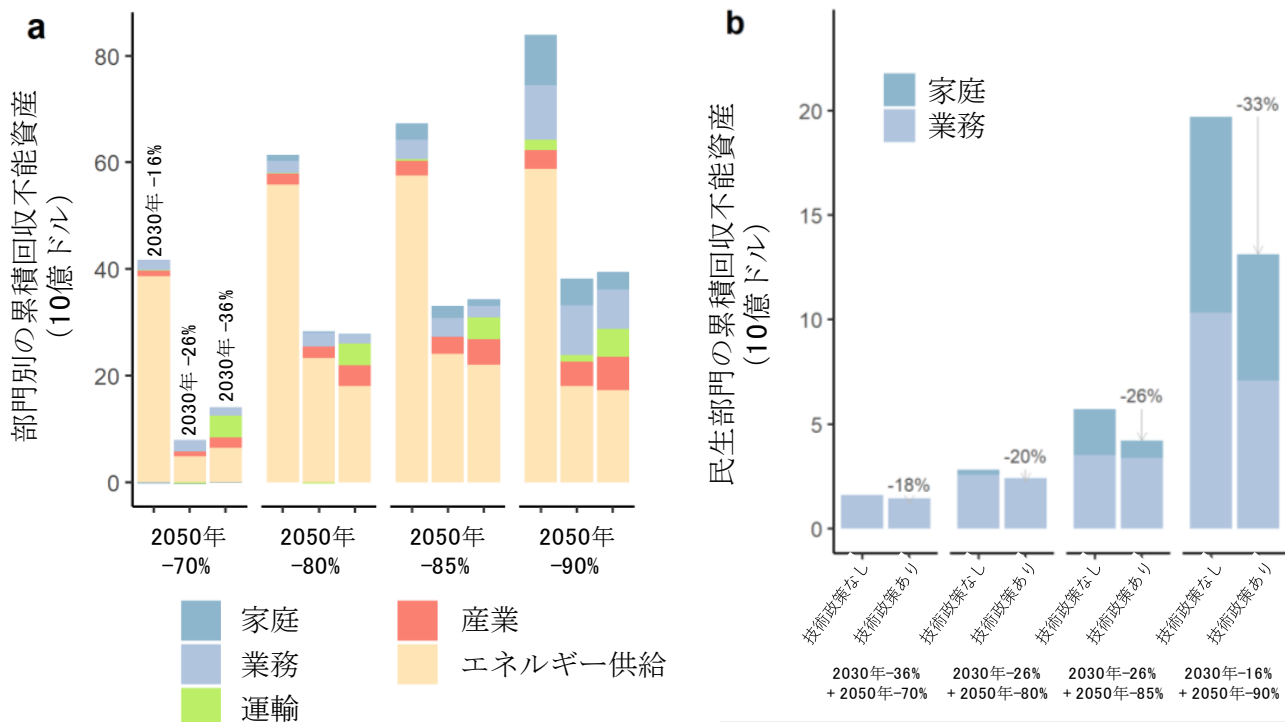 a
部門別の累積回収不能資産
(10億ドル)
80
60
40
20
0
2030年-16%
2030年-26%
2030年-36%
2050年
-70%
2050年
-80%
2050年
-85%
2050年
-90%
家庭
業務
運輸
産業
エネルギー供給
b
民生部門の累積回収不能資産
(10億ドル)
20
15
10
5
0
家庭
業務
-18%
-20%
-26%
-33%
技術政策なし
技術政策あり
技術政策なし
技術政策あり
技術政策なし
技術政策あり
技術政策なし
技術政策あり
2030年-36%
+ 2050年-70%
2030年-26%
+ 2050年-80%
2030年-26%
+ 2050年-85%
2030年-16%
+ 2050年-90%